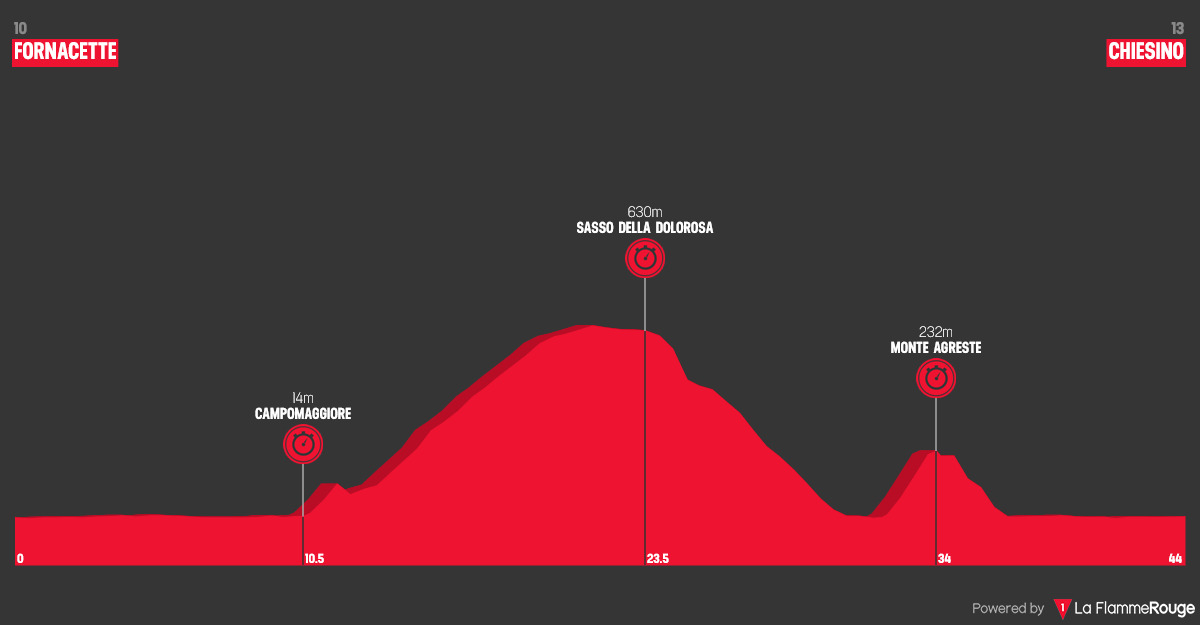 10
FORNACETTE
13
CHIESINO
630m
SASSO DELLA DOLOROSA
232m
MONTE AGRESTE
14m
CAMPOMAGGIORE
0
10.5
23.5
34
44
Powered by 1 La FlammeRouge